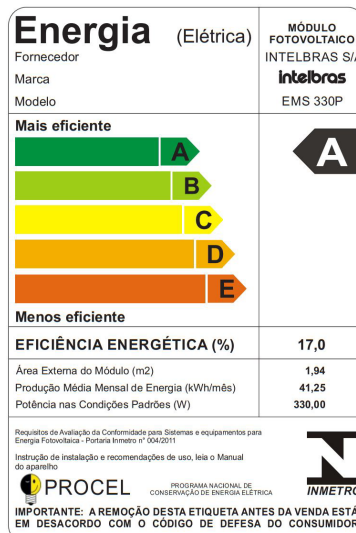 Energia (Elétrica)
MÓDULO
FOTOVOLTAICO
Fornecedor INTELBRAS S/A
Marca intelbras
Modelo EMS 330P
Mais eficiente
A A
B
C
D
E
Menos eficiente
EFICIÊNCIA ENERGÉTICA (%) 17,0
Área Externa do Módulo (m2) 1,94
Produção Média Mensal de Energia (kWh/mês) 41,25
Potência nas Condições Padrões (W) 330,00
Requisitos de Avaliação da Conformidade para Sistemas e equipamentos para
Energia Fotovoltaica - Portaria Inmetro n° 004/2011
Instrução de instalação e recomendações de uso, leia o Manual
do aparelho
PROCEL
PROGRAMA NACIONAL DE
CONSERVAÇÃO DE ENERGIA ELÉTRICA
INMETRO
IMPORTANTE: A REMOÇÃO DESTA ETIQUETA ANTES DA VENDA ESTÁ
EM DESACORDO COM O CÓDIGO DE DEFESA DO CONSUMIDOR